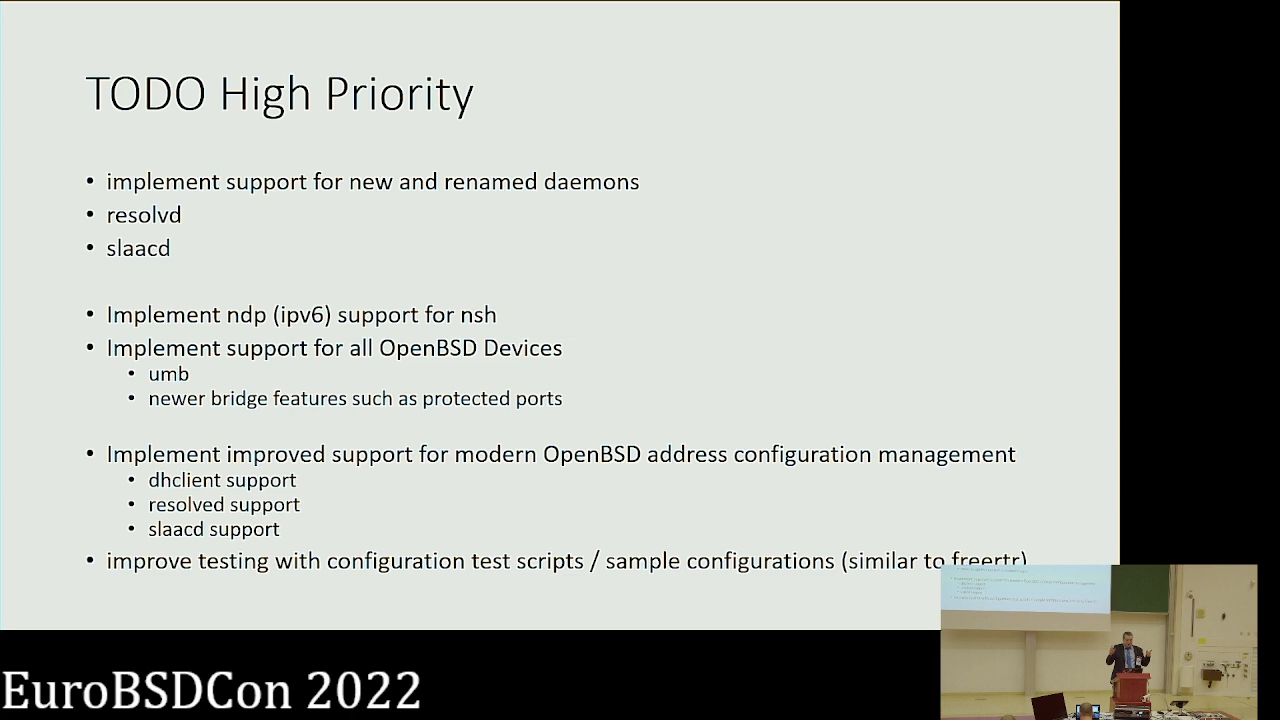 TODO High Priority
• implement support for new and renamed daemons
• resolvd
• slaacd
• Implement ndp (ipv6) support for nsh
• Implement support for all OpenBSD Devices
• umb
• newer bridge features such as protected ports
• Implement improved support for modern OpenBSD address configuration management
• dhclient support
• resolved support
• slaacd support
• improve testing with configuration test scripts / sample configurations (similar to freertr)
EuroBSDCon 2022